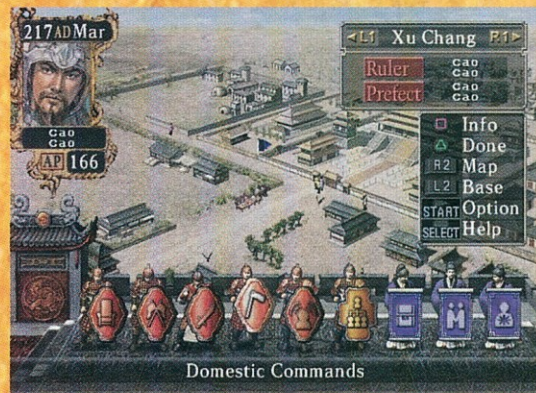 217AD Mar
Cao
Cao
AP 166
L1 Xu Chang R1
Ruler Cao Cao
Prefect Cao Cao
Info
Done
R2 Map
L2 Base
START Option
SELECT Help
Domestic Commands